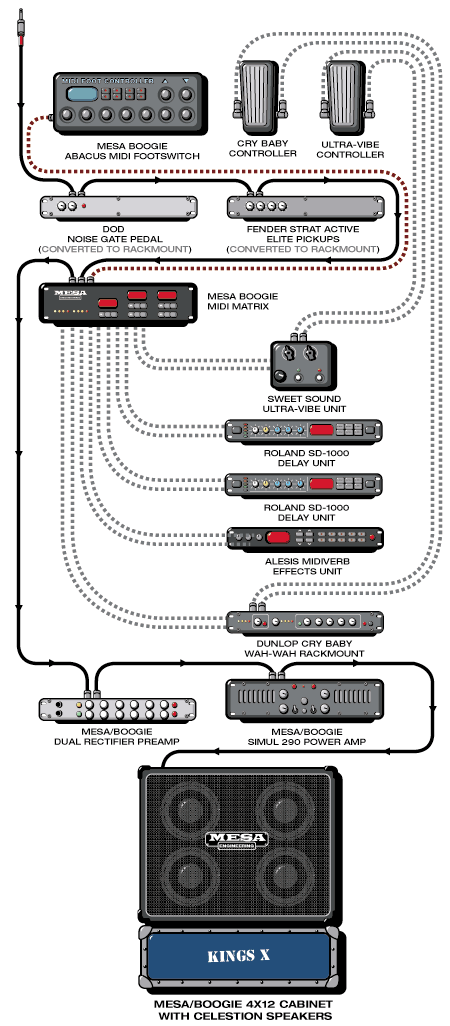 MIDI FOOT CONTROLLER
MESA BOOGIE
ABACUS MIDI FOOTSWITCH
CRY BABY
CONTROLLER
ULTRA-VIBE
CONTROLLER
DOD
NOISE GATE PEDAL
(CONVERTED TO RACKMOUNT)
FENDER STRAT ACTIVE
ELITE PICKUPS
(CONVERTED TO RACKMOUNT)
MESA
ENGINEERING
MESA BOOGIE
MIDI MATRIX
SWEET SOUND
ULTRA-VIBE UNIT
ROLAND SD-1000
DELAY UNIT
ROLAND SD-1000
DELAY UNIT
ALESIS MIDIVERB
EFFECTS UNIT
DUNLOP CRY BABY
WAH-WAH RACKMOUNT
MESA/BOOGIE
DUAL RECTIFIER PREAMP
MESA/BOOGIE
SIMUL 290 POWER AMP
MESA
ENGINEERING
KINGS X
MESA/BOOGIE 4X12 CABINET
WITH CELESTION SPEAKERS